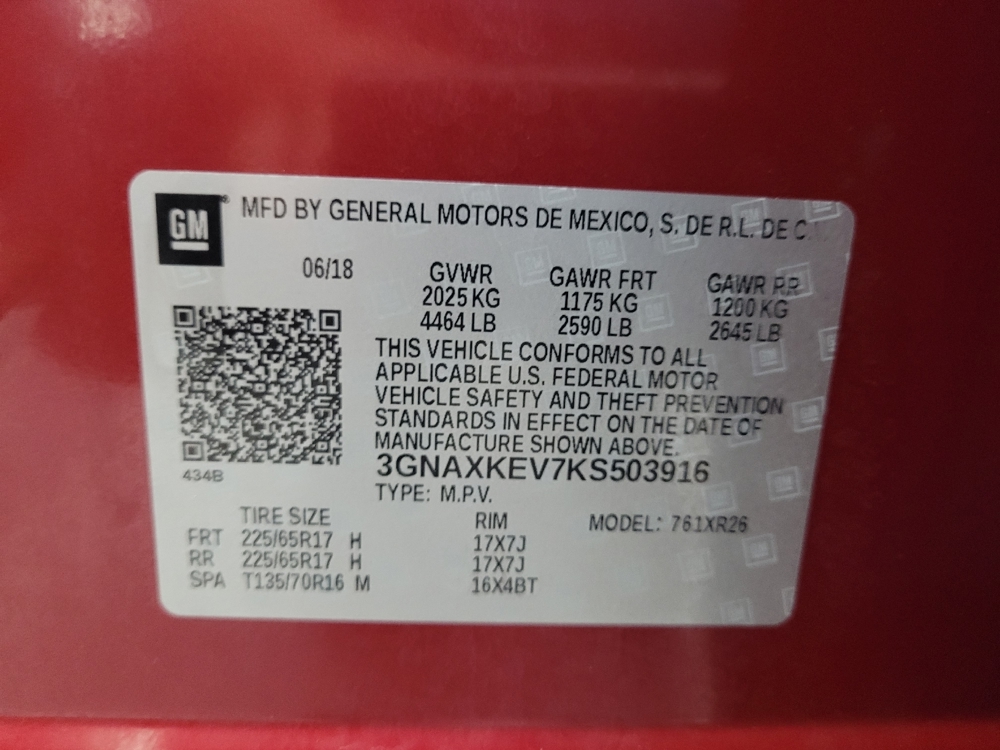 GM® MFD BY GENERAL MOTORS DE MEXICO, S. DE R.L. DE C.
06/18 GVWR GAWR FRT GAWR RR
2025 KG 1175 KG 1200 KG
4464 LB 2590 LB 2645 LB
THIS VEHICLE CONFORMS TO ALL
APPLICABLE U.S. FEDERAL MOTOR
VEHICLE SAFETY AND THEFT PREVENTION
STANDARDS IN EFFECT ON THE DATE OF
MANUFACTURE SHOWN ABOVE.
434B 3GNAXKEV7KS503916
TYPE: M.P.V.
TIRE SIZE RIM MODEL: 761XR26
FRT 225/65R17 H 17X7J
RR 225/65R17 H 17X7J
SPA T135/70R16 M 16X4BT